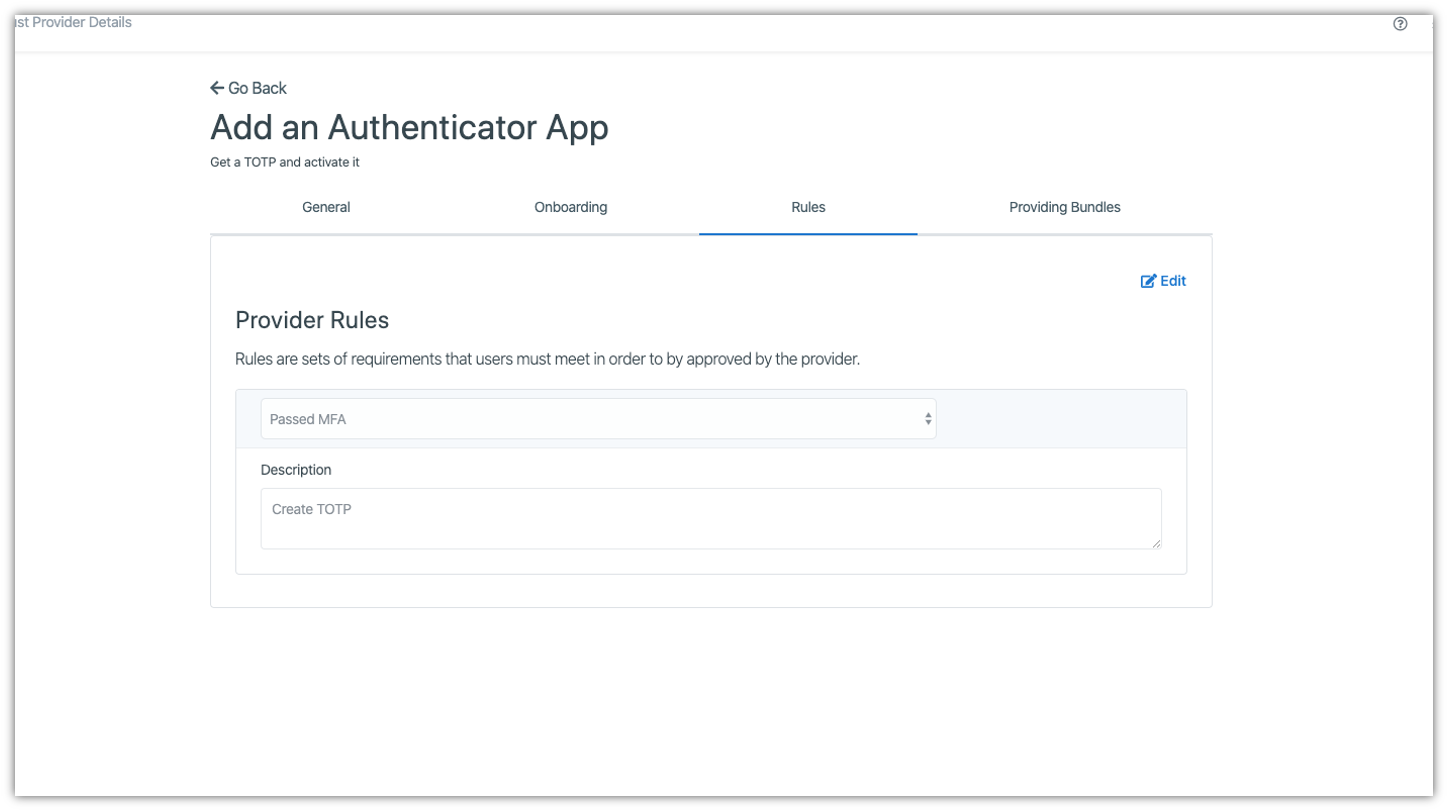 ust Provider Details
Go Back
Add an Authenticator App
Get a TOTP and activate it
General
Onboarding
Rules
Providing Bundles
Edit
Provider Rules
Rules are sets of requirements that users must meet in order to by approved by the provider.
Passed MFA
Description
Create TOTP